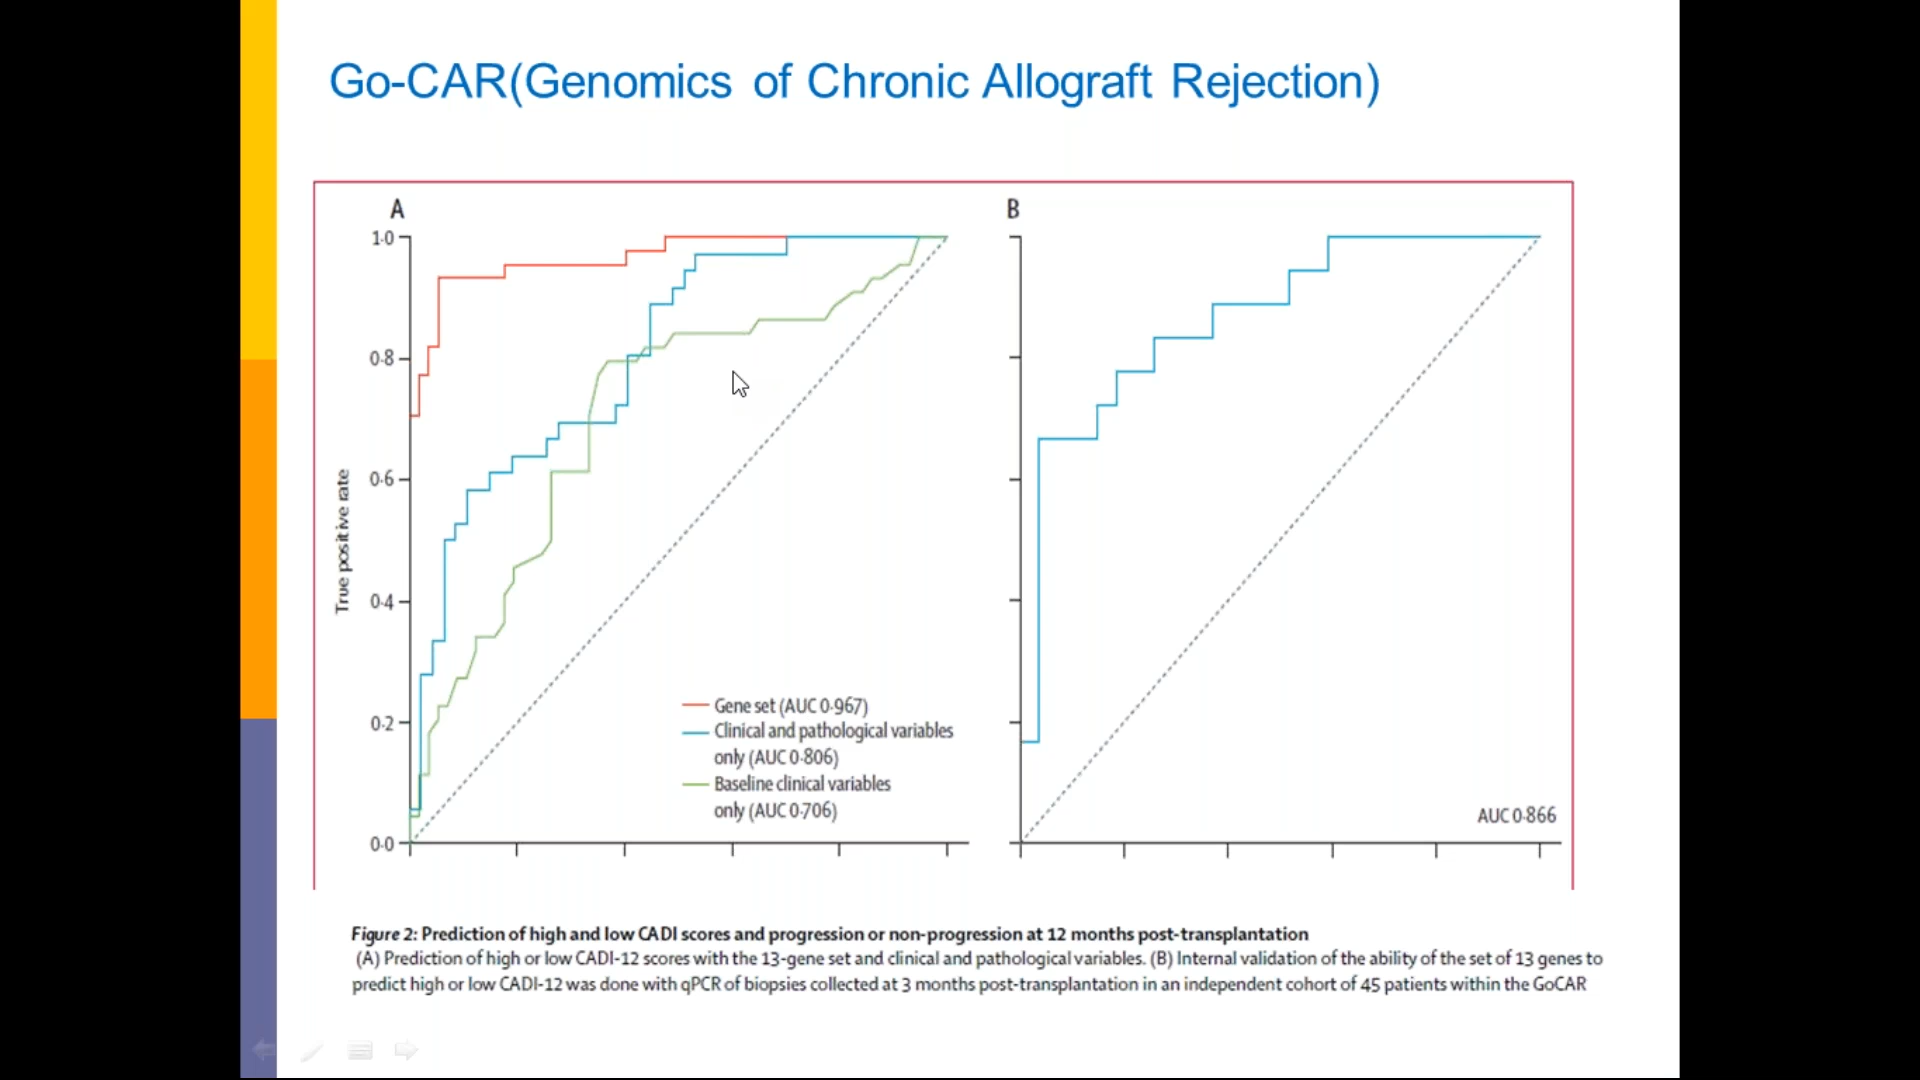 Go-CAR(Genomics of Chronic Allograft Rejection)
A
B
1·0
0·8
0·6
0·4
0·2
0·0
True positive rate
Gene set (AUC 0·967)
Clinical and pathological variables
only (AUC 0·806)
Baseline clinical variables
only (AUC 0·706)
AUC 0·866
Figure 2: Prediction of high and low CADI scores and progression or non-progression at 12 months post-transplantation
(A) Prediction of high or low CADI-12 scores with the 13-gene set and clinical and pathological variables. (B) Internal validation of the ability of the set of 13 genes to
predict high or low CADI-12 was done with qPCR of biopsies collected at 3 months post-transplantation in an independent cohort of 45 patients within the GoCAR